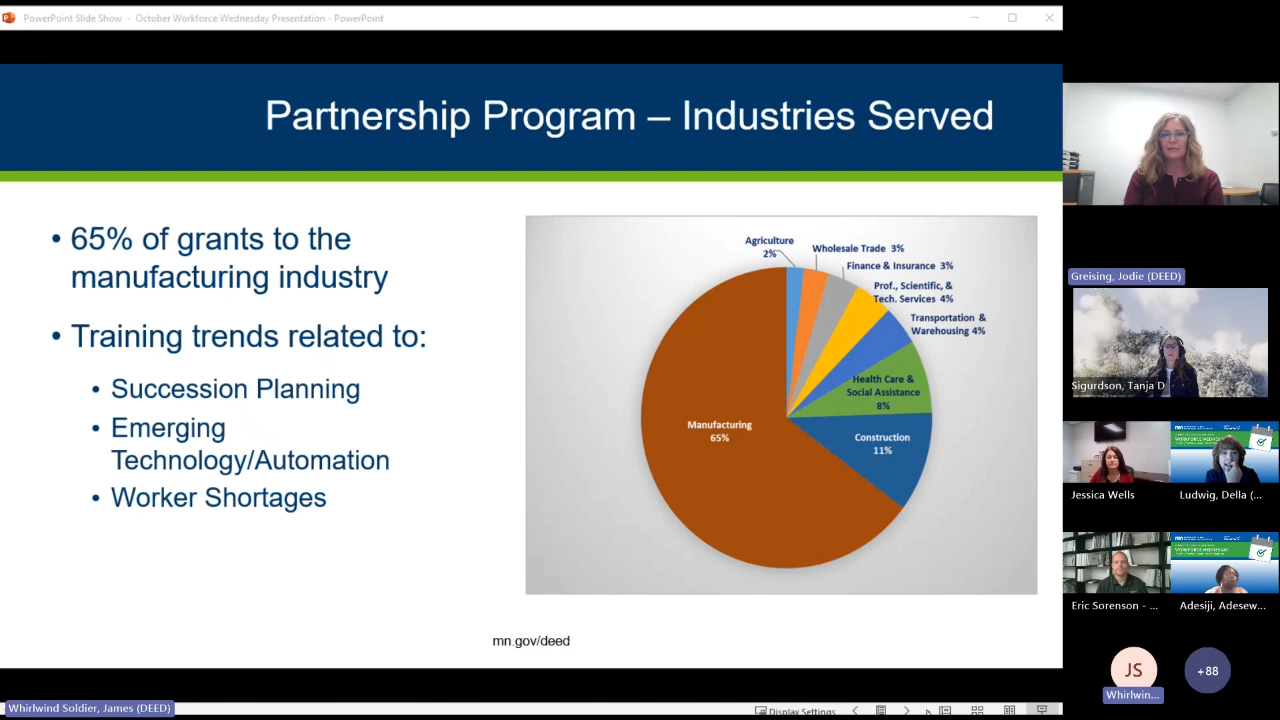 PowerPoint Slide Show - October Workforce Wednesday Presentation - PowerPoint
Partnership Program – Industries Served
• 65% of grants to the
manufacturing industry
• Training trends related to:
• Succession Planning
• Emerging
Technology/Automation
• Worker Shortages
Agriculture
2%
Wholesale Trade 3%
Finance & Insurance 3%
Prof., Scientific, &
Tech. Services 4%
Transportation &
Warehousing 4%
Health Care &
Social Assistance
8%
Construction
11%
Manufacturing
65%
mn.gov/deed
Whirlwind Soldier, James (DEED)
Display Settings
Greising, Jodie (DEED)
Sigurdson, Tanja D
Jessica Wells
Ludwig, Della (...
WORKFORCE WEDNESDAY
Eric Sorenson - ...
Adesiji, Adesew...
WORKFORCE WEDNESDAY
JS
Whirlwin...
+88